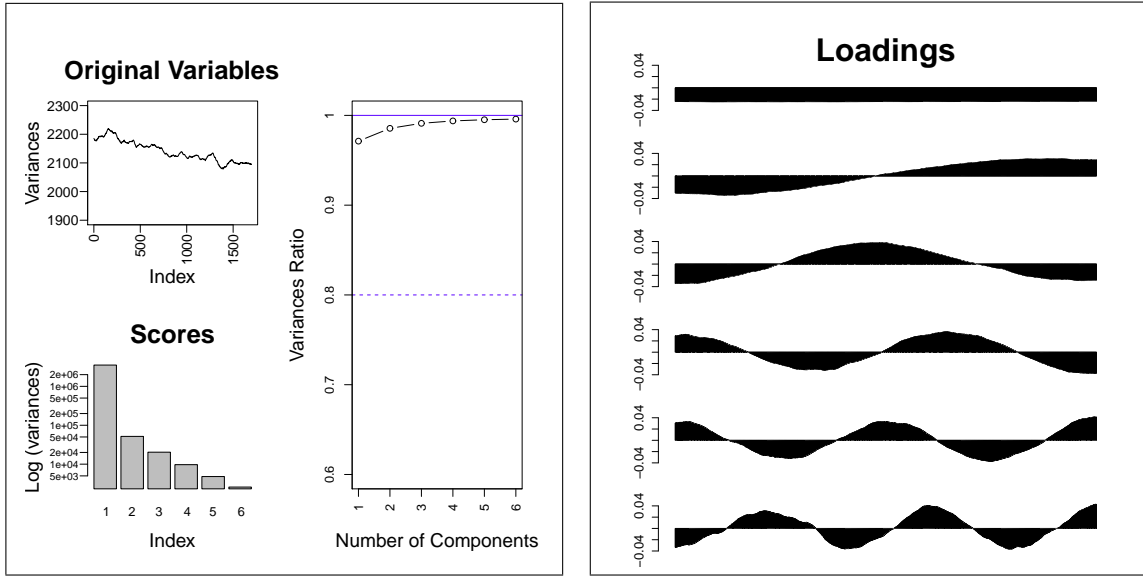 Original Variables
Variances
2300
2200
2100
2000
1900
0
500
1000
1500
Index
Scores
Log (variances)
2e+06
1e+06
5e+05
2e+05
1e+05
5e+04
2e+04
1e+04
5e+03
1 2 3 4 5 6
Index
Variances Ratio
1
0.9
0.8
0.7
0.6
1
2
3
4
5
6
Number of Components
Loadings
0.04
−0.04
0.04
−0.04
0.04
−0.04
0.04
−0.04
0.04
−0.04
0.04
−0.04